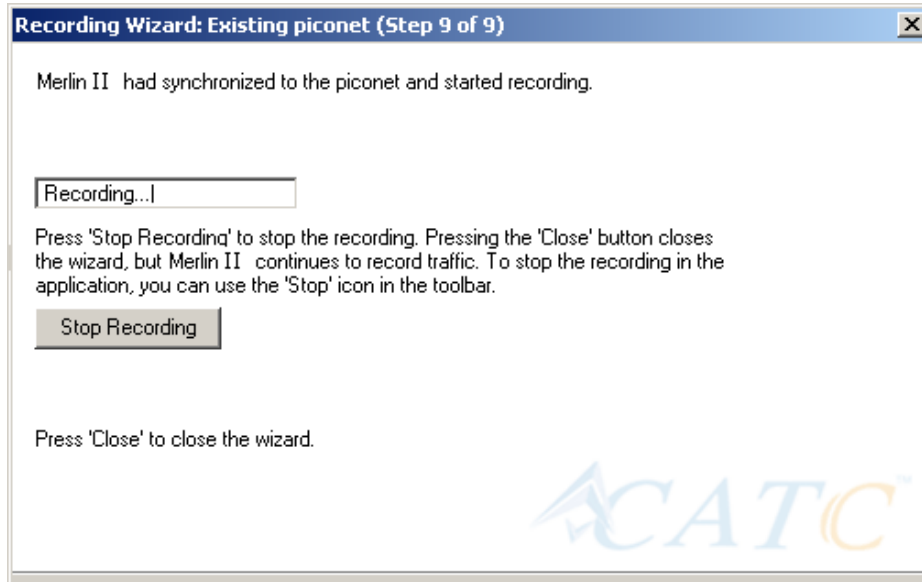 Recording Wizard: Existing piconet (Step 9 of 9)
Merlin II had synchronized to the piconet and started recording.
Recording...
Press 'Stop Recording' to stop the recording. Pressing the 'Close' button closes
the wizard, but Merlin II continues to record traffic. To stop the recording in the
application, you can use the 'Stop' icon in the toolbar.
Stop Recording
Press 'Close' to close the wizard.
CATC™